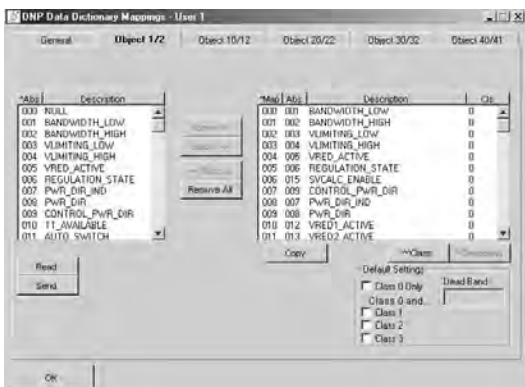 DNP Data Dictionary Mappings - User 1
General Object 1/2 Object 10/12 Object 20/22 Object 30/32 Object 40/41
*Abs Description
000 NULL
001 BANDWIDTH_LOW
002 BANDWIDTH_HIGH
003 VLIMITING_LOW
004 VLIMITING_HIGH
005 VRED_ACTIVE
006 REGULATION_STATE
007 PWR_DIR_IND
008 PWR_DIR
009 CONTROL_PWR_DIR
010 TT_AVAILABLE
011 AUTO_SWITCH
Remove All
*Map Abs Description Cls
000 001 BANDWIDTH_LOW 0
001 002 BANDWIDTH_HIGH 0
002 003 VLIMITING_LOW 0
003 004 VLIMITING_HIGH 0
004 005 VRED_ACTIVE 0
005 006 REGULATION_STATE 0
006 015 SVCALC_ENABLE 0
007 009 CONTROL_PWR_DIR 0
008 007 PWR_DIR_IND 0
009 008 PWR_DIR 0
010 012 VRED1_ACTIVE 0
011 013 VRED2_ACTIVE 0
Read
Send
Copy ^^Class
Default Settings
Class 0 Only Dead Band
Class 0 and...
Class 1
Class 2
Class 3
OK